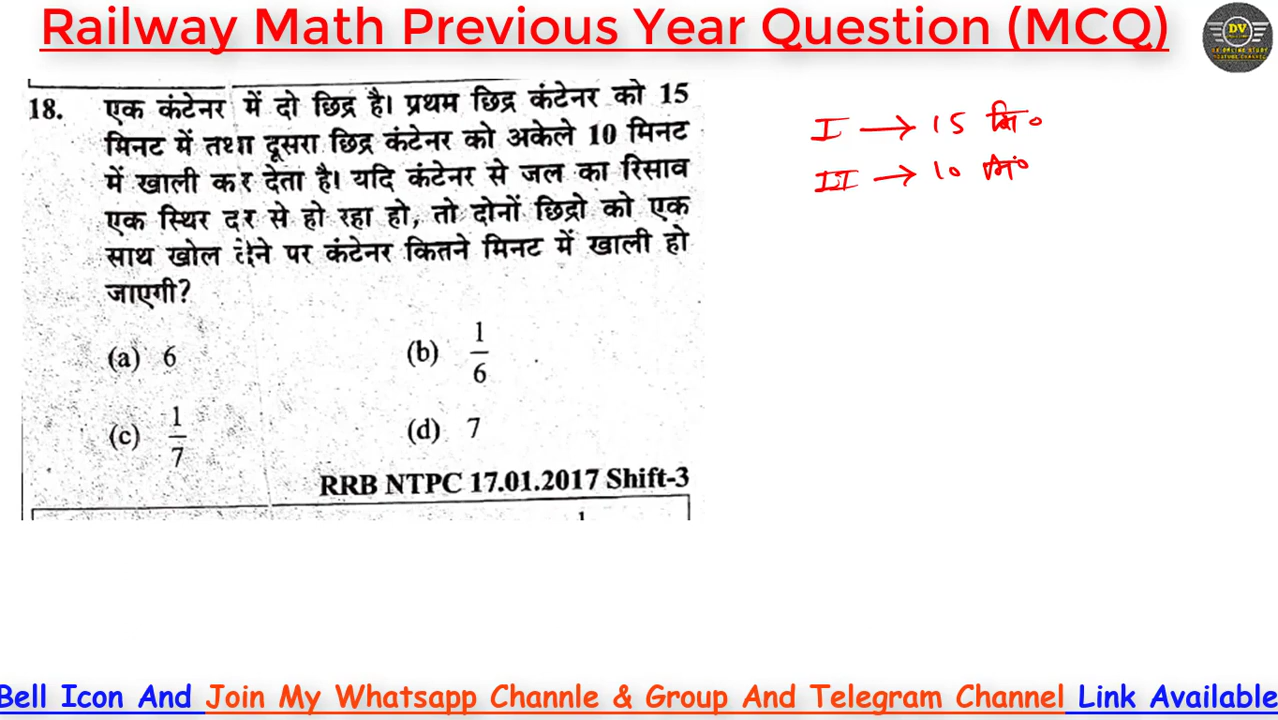 Railway Math Previous Year Question (MCQ)
DV
18. एक कंटेनर में दो छिद्र है। प्रथम छिद्र कंटेनर को 15
मिनट में तथा दूसरा छिद्र कंटेनर को अकेले 10 मिनट
में खाली कर देता है। यदि कंटेनर से जल का रिसाव
एक स्थिर दर से हो रहा हो, तो दोनों छिद्रो को एक
साथ खोल देने पर कंटेनर कितने मिनट में खाली हो
जाएगी?
(a) 6 (b) 1/6
(c) 1/7 (d) 7
RRB NTPC 17.01.2017 Shift-3
1
I → 15 मि०
II → 10 मि०
Bell Icon And Join My Whatsapp Channle & Group And Telegram Channel Link Available